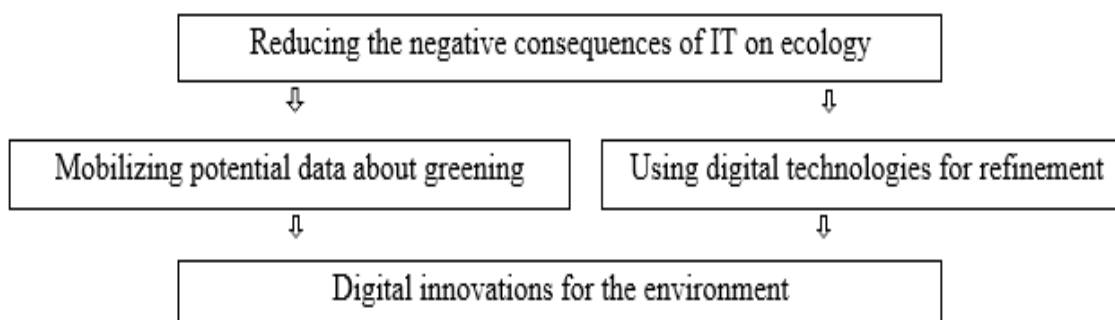 Reducing the negative consequences of IT on ecology
Mobilizing potential data about greening
Using digital technologies for refinement
Digital innovations for the environment